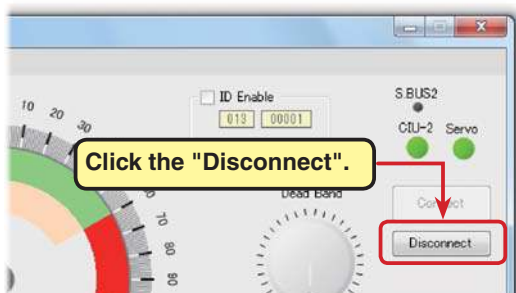 S.BUS2
ID Enable
013 00001
CIU-2 Servo
10 20 30
Click the "Disconnect".
Dead Band
Connect
Disconnect
70
80
90